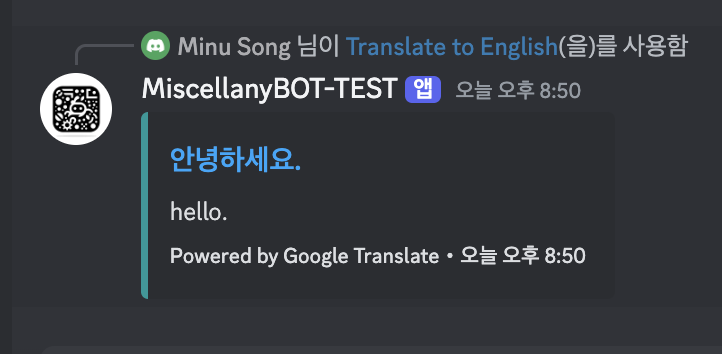 Minu Song 님이 Translate to English(을)를 사용함
MiscellanyBOT-TEST 앱 오늘 오후 8:50
안녕하세요.
hello.
Powered by Google Translate • 오늘 오후 8:50